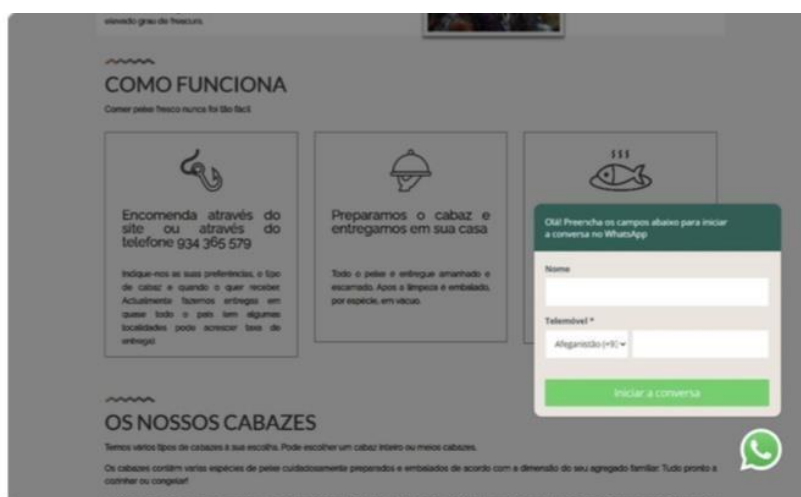 elevado grau de frescura.
COMO FUNCIONA
Comer peixe fresco nunca foi tão fácil.
Encomenda através do
site ou através do
telefone 934 365 579
Indique-nos as suas preferências, o tipo
de cabaz e quando o quer receber.
Actualmente fazemos entregas em
quase todo o país (em algumas
localidades pode acrescer taxa de
entrega)
Preparamos o cabaz e
entregamos em sua casa
Todo o peixe é entregue amanhado e
escamado. Apos a limpeza é embalado,
por espécie, em vácuo.
Olá! Preencha os campos abaixo para iniciar
a conversa no WhatsApp
Nome
Telemóvel *
Afeganistão (+9)
Iniciar a conversa
OS NOSSOS CABAZES
Temos vários tipos de cabazes à sua escolha. Pode escolher um cabaz inteiro ou meios cabazes.
Os cabazes contêm varias espécies de peixe cuidadosamente preparados e embalados de acordo com a dimensão do seu agregado familiar. Tudo pronto a
cozinhar ou congelar!